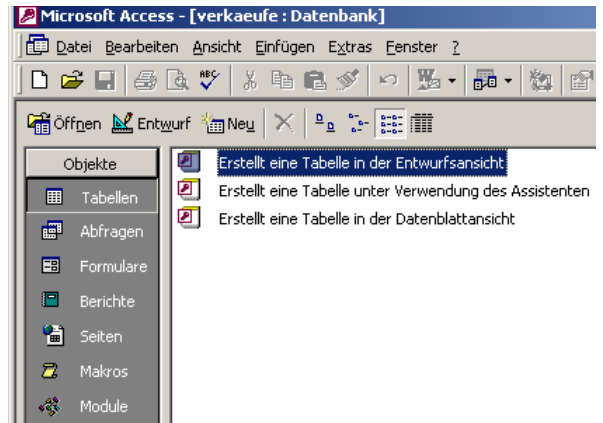 Microsoft Access - [verkaeufe : Datenbank]
Datei Bearbeiten Ansicht Einfügen Extras Fenster ?
ABC
Öffnen Entwurf Neu
Objekte
Erstellt eine Tabelle in der Entwurfsansicht
Tabellen
Erstellt eine Tabelle unter Verwendung des Assistenten
Abfragen
Erstellt eine Tabelle in der Datenblattansicht
Formulare
Berichte
Seiten
Makros
Module